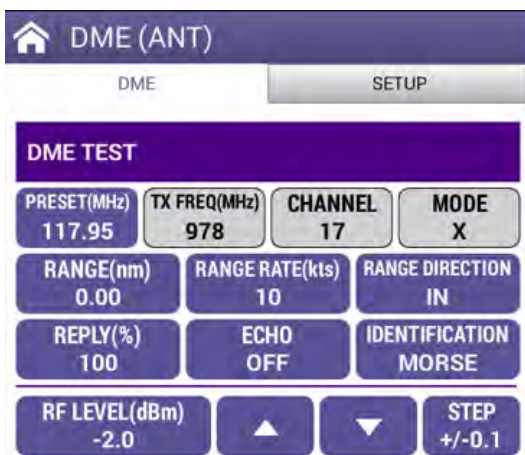 DME (ANT)
DME SETUP
DME TEST
PRESET(MHz) TX FREQ(MHz) CHANNEL MODE
117.95 978 17 X
RANGE(nm) RANGE RATE(kts) RANGE DIRECTION
0.00 10 IN
REPLY(%) ECHO IDENTIFICATION
100 OFF MORSE
RF LEVEL(dBm) STEP
-2.0 +/-0.1